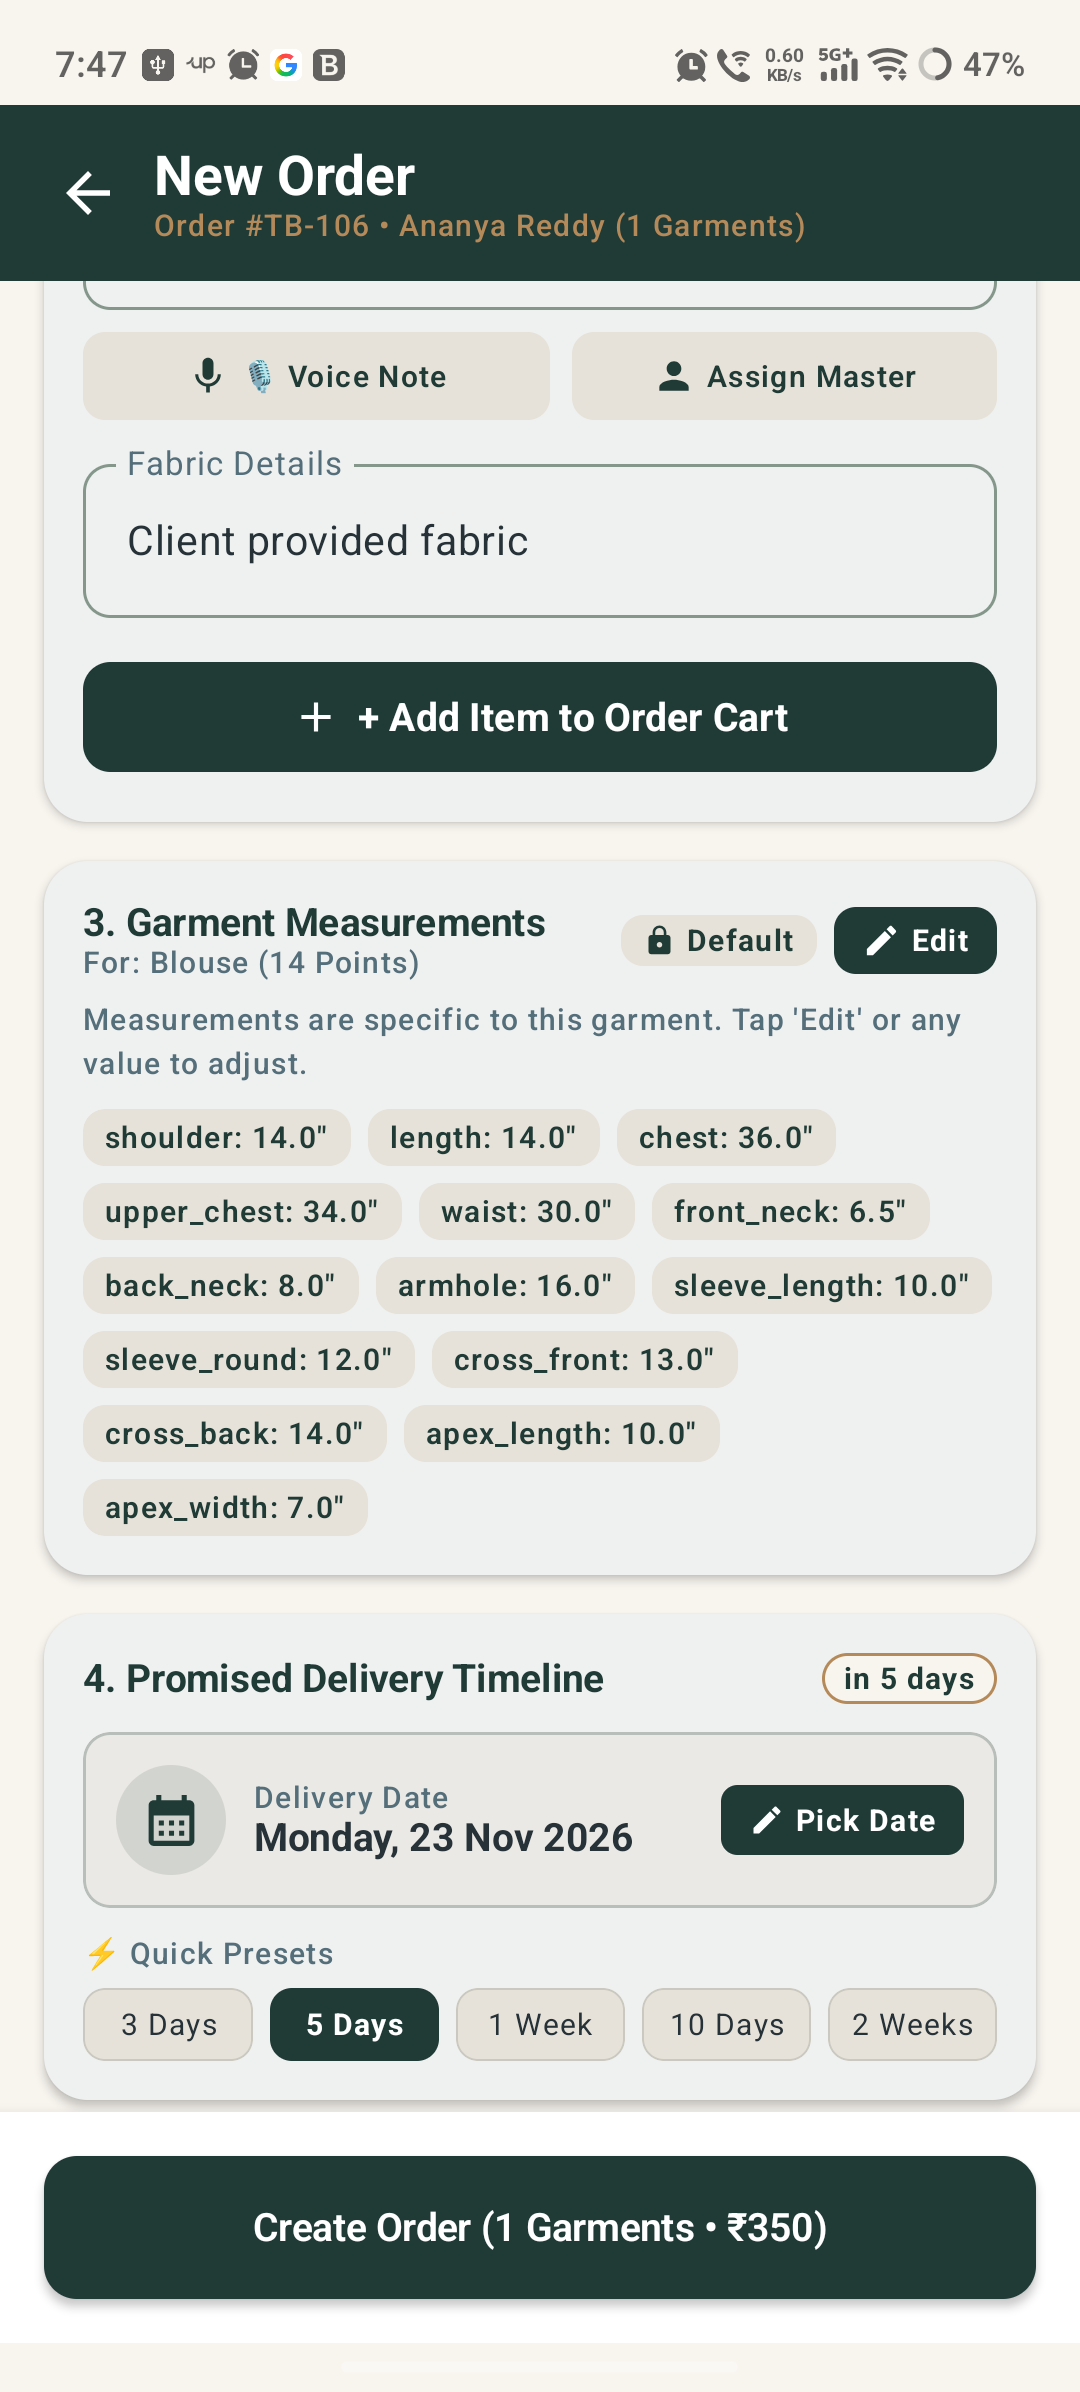 7:47 up B 0.60 KB/s 5G+ 47%
New Order
Order #TB-106 • Ananya Reddy (1 Garments)
🎙️ Voice Note
Assign Master
Fabric Details
Client provided fabric
+ Add Item to Order Cart
3. Garment Measurements
For: Blouse (14 Points)
Default
Edit
Measurements are specific to this garment. Tap 'Edit' or any
value to adjust.
shoulder: 14.0" length: 14.0" chest: 36.0"
upper_chest: 34.0" waist: 30.0" front_neck: 6.5"
back_neck: 8.0" armhole: 16.0" sleeve_length: 10.0"
sleeve_round: 12.0" cross_front: 13.0"
cross_back: 14.0" apex_length: 10.0"
apex_width: 7.0"
4. Promised Delivery Timeline
in 5 days
Delivery Date
Monday, 23 Nov 2026
Pick Date
⚡ Quick Presets
3 Days 5 Days 1 Week 10 Days 2 Weeks
Create Order (1 Garments • ₹350)